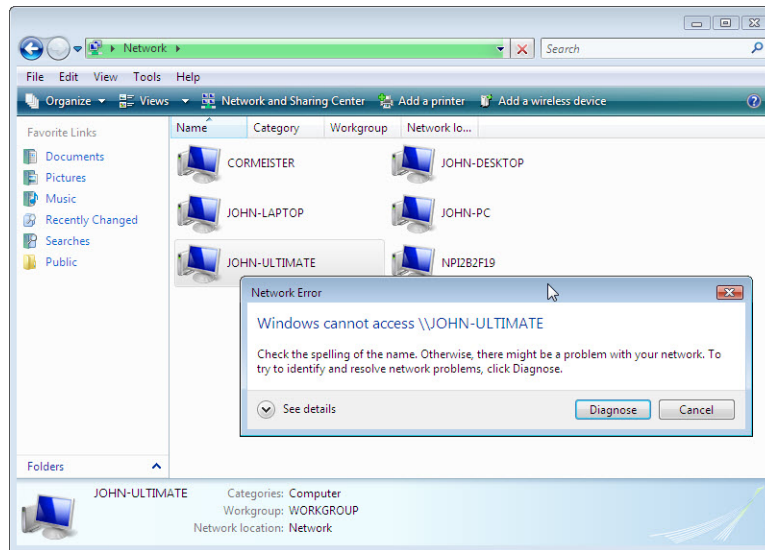 Network
Search
File Edit View Tools Help
Organize Views Network and Sharing Center Add a printer Add a wireless device
Favorite Links
Documents
Pictures
Music
Recently Changed
Searches
Public
Folders
Name Category Workgroup Network lo...
CORMEISTER JOHN-DESKTOP
JOHN-LAPTOP JOHN-PC
JOHN-ULTIMATE NPI2B2F19
Network Error
Windows cannot access \\JOHN-ULTIMATE
Check the spelling of the name. Otherwise, there might be a problem with your network. To
try to identify and resolve network problems, click Diagnose.
See details Diagnose Cancel
JOHN-ULTIMATE Categories: Computer
Workgroup: WORKGROUP
Network location: Network